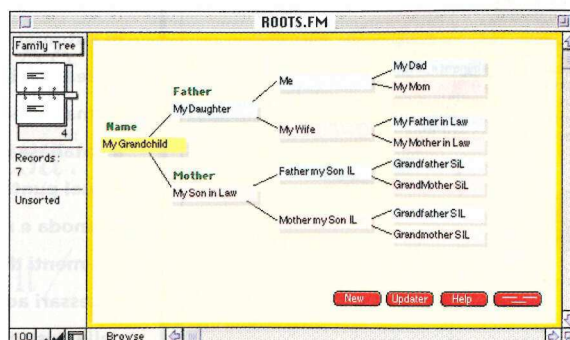 ROOTS.FM
Family Tree
4
Records:
7
Unsorted
Name
My Grandchild
Father
My Daughter
Mother
My Son in Law
Me
My Wife
Father my Son IL
Mother my Son IL
My Dad
My Mom
My Father in Law
My Mother in Law
Grandfather SiL
GrandMother SiL
Grandfather SIL
Grandmother SIL
New
Updater
Help
100
Browse